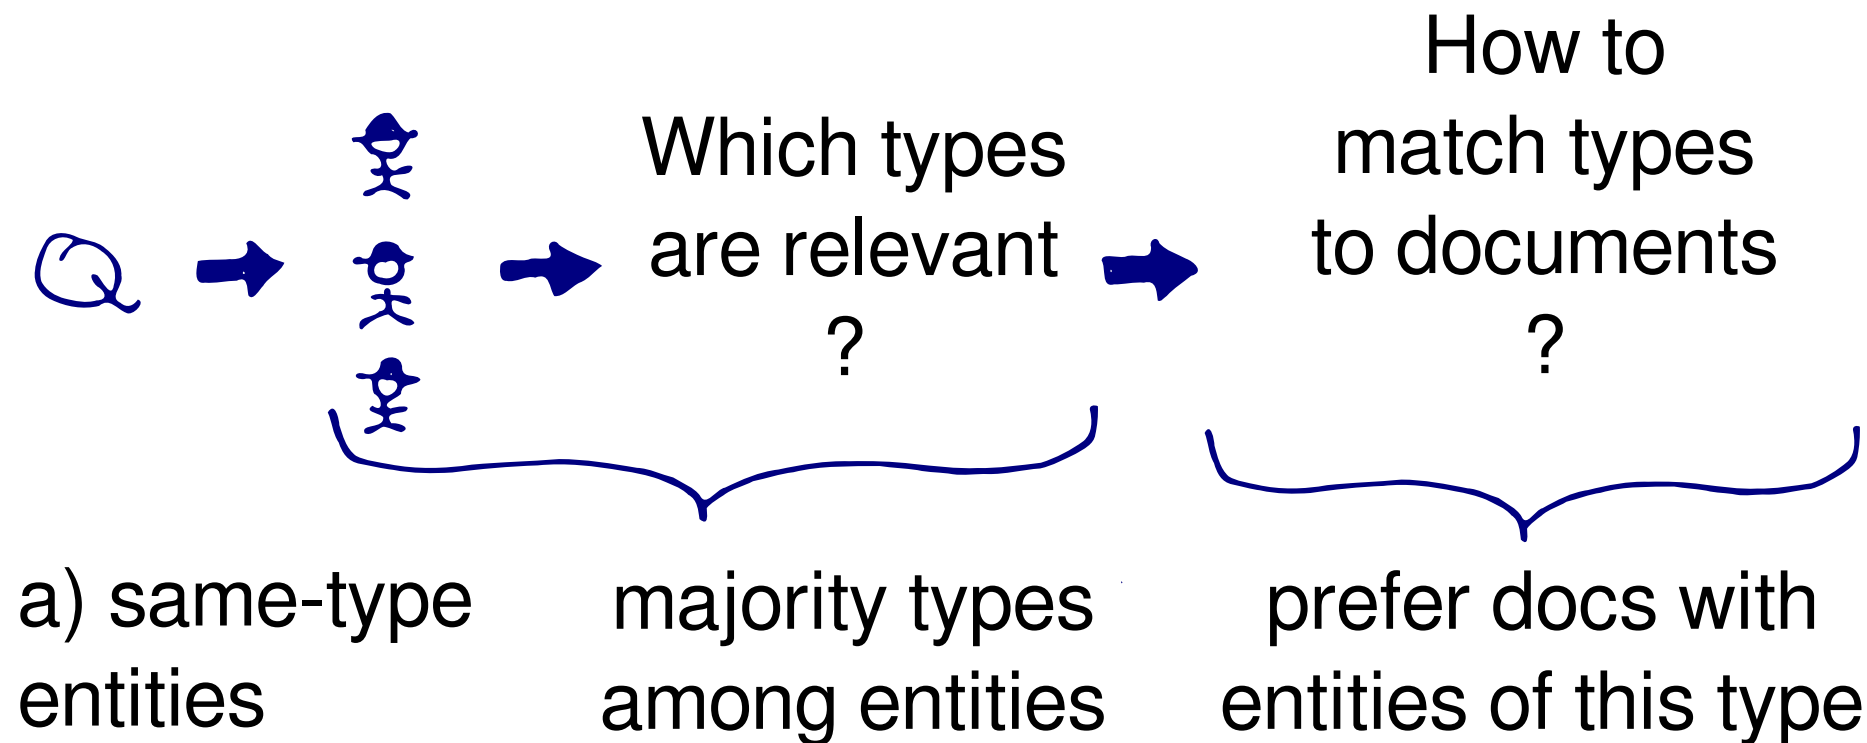 Q
Which types
are relevant
?
How to
match types
to documents
?
a) same-type
entities
majority types
among entities
prefer docs with
entities of this type